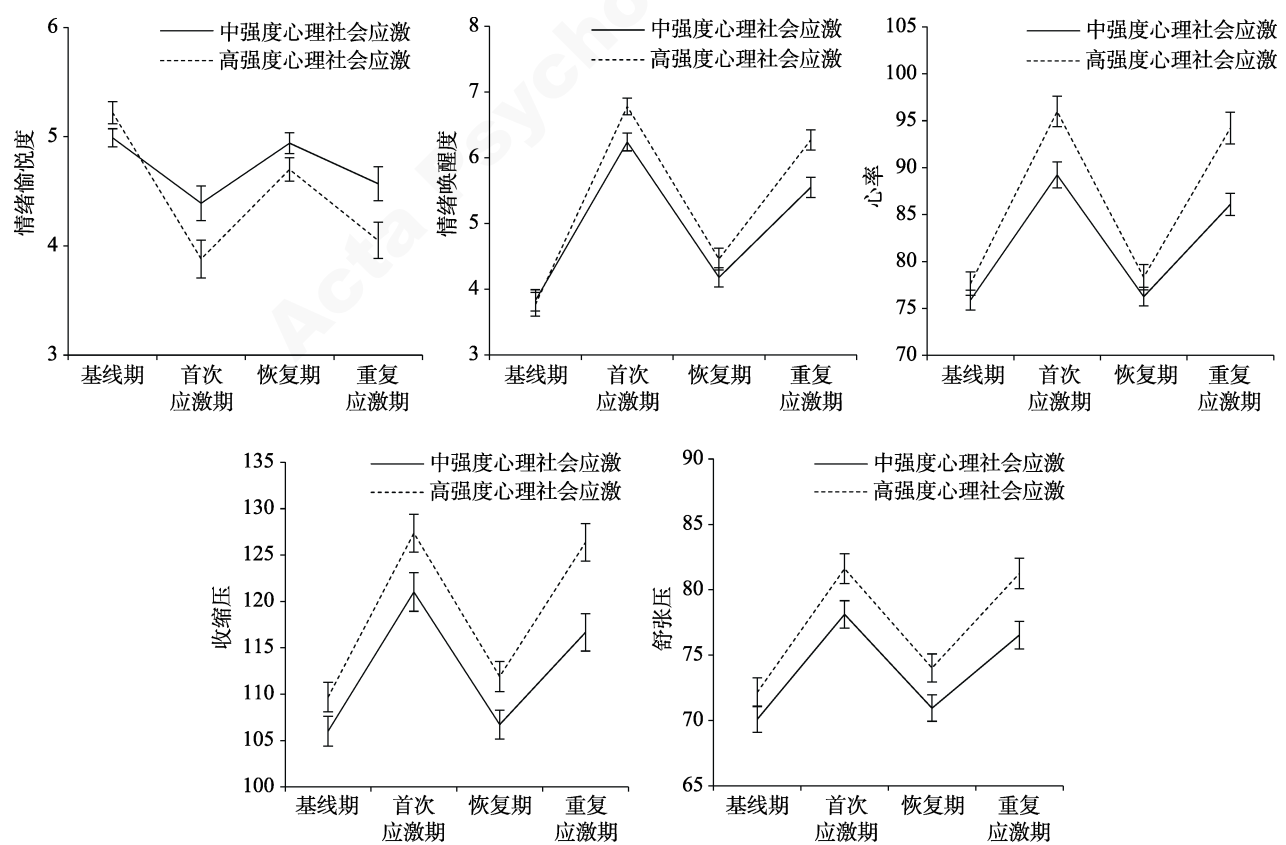 6
5
4
3
情绪愉悦度
中强度心理社会应激
高强度心理社会应激
基线期
首次
应激期
恢复期
重复
应激期
8
7
6
5
4
3
情绪唤醒度
中强度心理社会应激
高强度心理社会应激
基线期
首次
应激期
恢复期
重复
应激期
105
100
95
90
85
80
75
70
心率
中强度心理社会应激
高强度心理社会应激
基线期
首次
应激期
恢复期
重复
应激期
135
130
125
120
115
110
105
100
收缩压
中强度心理社会应激
高强度心理社会应激
基线期
首次
应激期
恢复期
重复
应激期
90
85
80
75
70
65
舒张压
中强度心理社会应激
高强度心理社会应激
基线期
首次
应激期
恢复期
重复
应激期
Acta Psycho